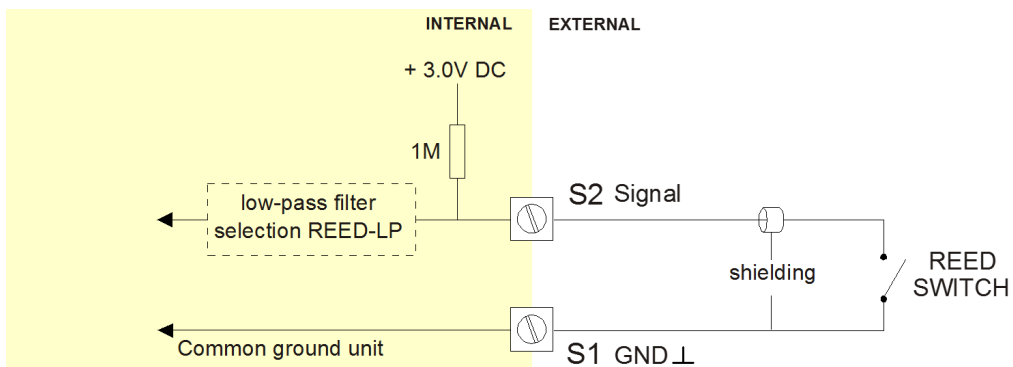 INTERNAL EXTERNAL
+ 3.0V DC
1M
low-pass filter
selection REED-LP
S2 Signal
shielding
REED
SWITCH
Common ground unit
S1 GND